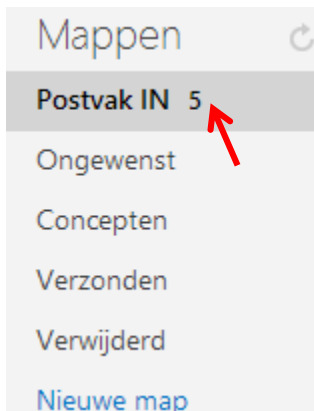 Mappen
Postvak IN 5
Ongewenst
Concepten
Verzonden
Verwijderd
Nieuwe map